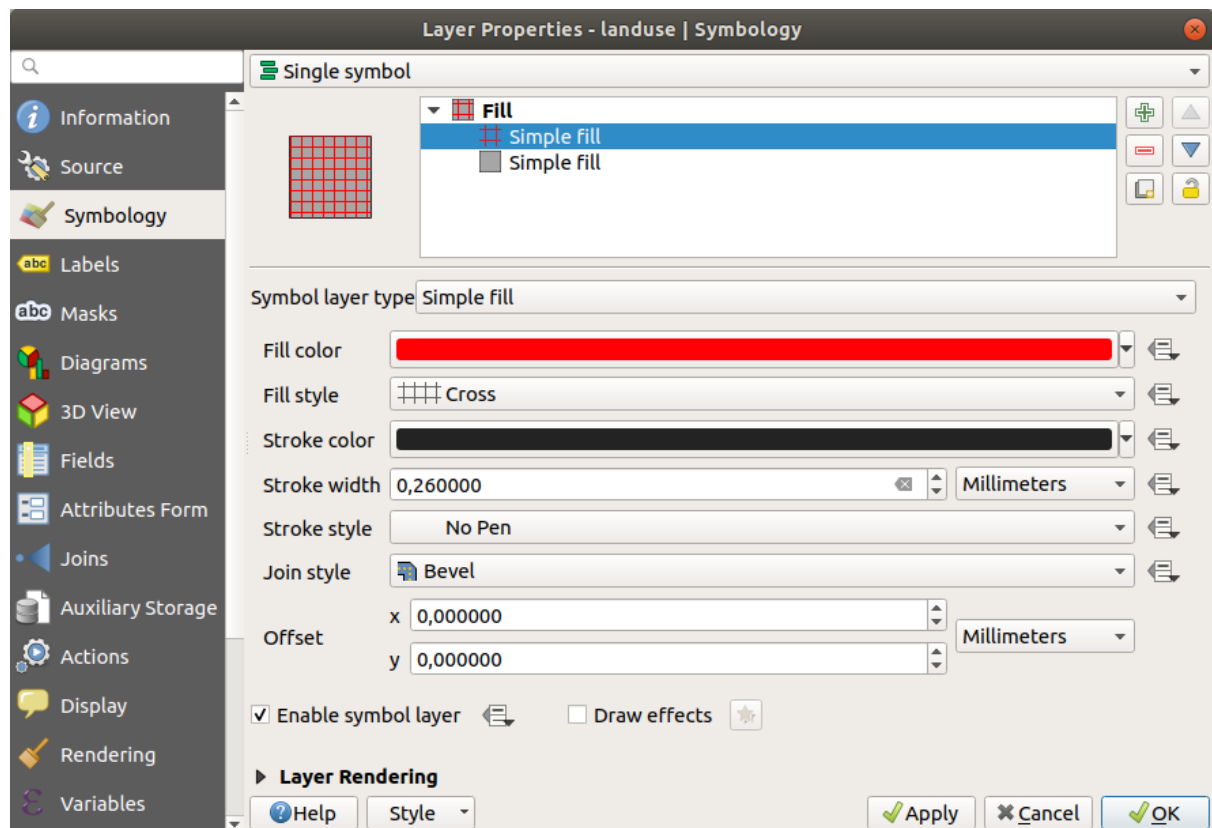 Layer Properties - landuse | Symbology
Single symbol
Information
Source
Symbology
abc Labels
abc Masks
Diagrams
3D View
Fields
Attributes Form
Joins
Auxiliary Storage
Actions
Display
Rendering
Variables
Fill
Simple fill
Simple fill
Symbol layer type Simple fill
Fill color
Fill style Cross
Stroke color
Stroke width 0,260000 Millimeters
Stroke style No Pen
Join style Bevel
Offset
x 0,000000
y 0,000000
Millimeters
Enable symbol layer Draw effects
Layer Rendering
Help Style Apply Cancel OK